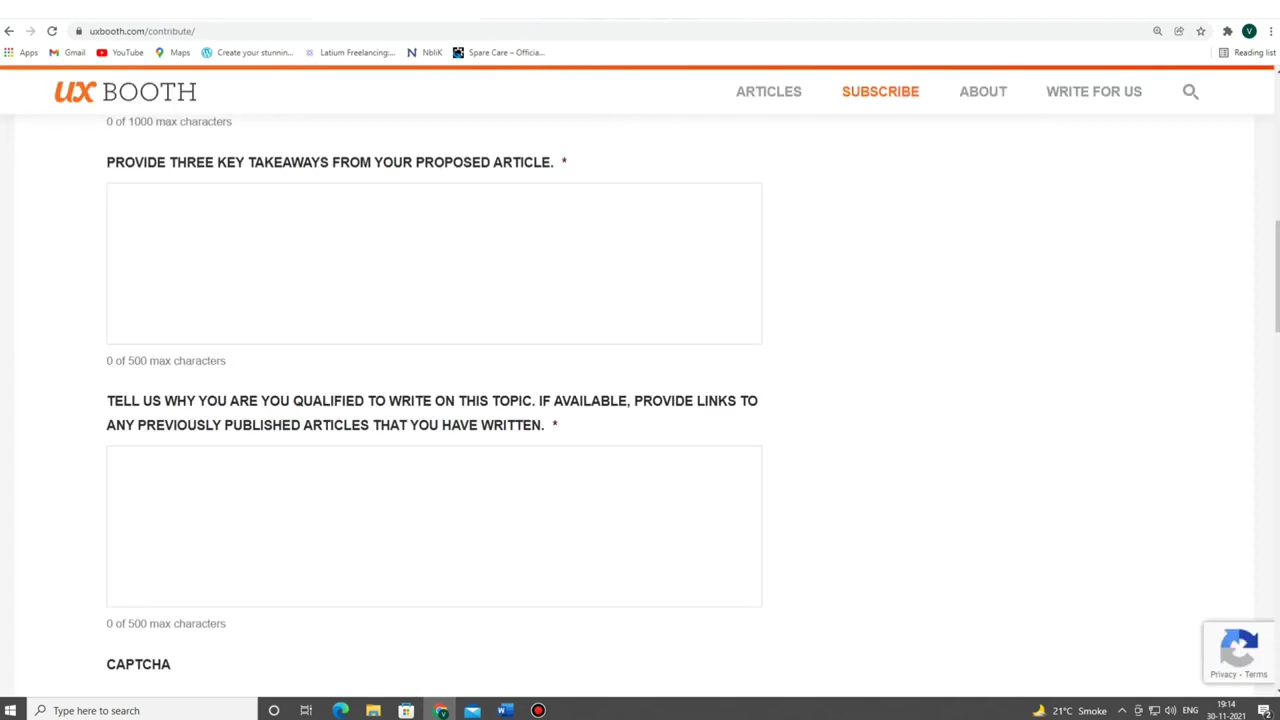 uxbooth.com/contribute/
V
Apps
Gmail
YouTube
Maps
Create your stunnin...
Latium Freelancing:...
N NbliK
Spare Care – Officia...
Reading list
UX BOOTH
ARTICLES
SUBSCRIBE
ABOUT
WRITE FOR US
0 of 1000 max characters
PROVIDE THREE KEY TAKEAWAYS FROM YOUR PROPOSED ARTICLE. *
0 of 500 max characters
TELL US WHY YOU ARE YOU QUALIFIED TO WRITE ON THIS TOPIC. IF AVAILABLE, PROVIDE LINKS TO
ANY PREVIOUSLY PUBLISHED ARTICLES THAT YOU HAVE WRITTEN. *
0 of 500 max characters
CAPTCHA
Privacy - Terms
Type here to search
21°C Smoke
ENG
19:14
30-11-2021
2